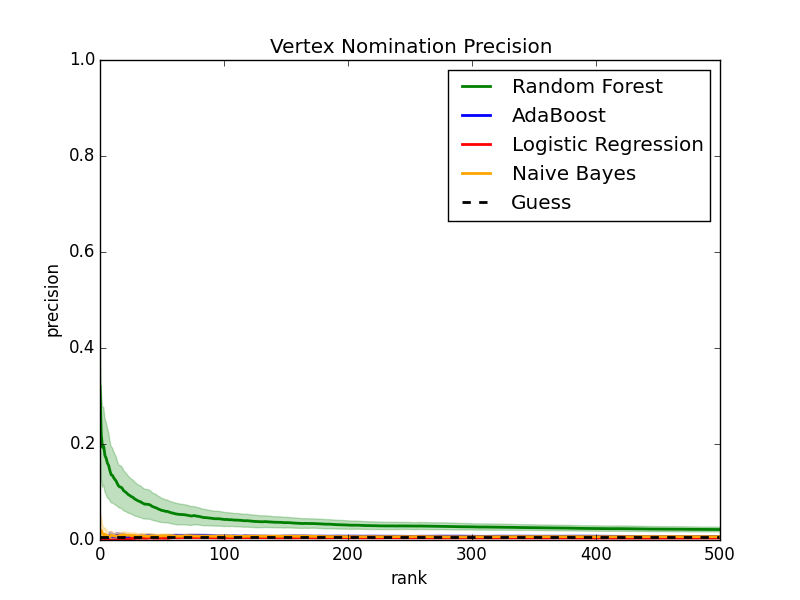 Vertex Nomination Precision
1.0
0.8
0.6
0.4
0.2
0.0
precision
Random Forest
AdaBoost
Logistic Regression
Naive Bayes
Guess
0 100 200 300 400 500
rank